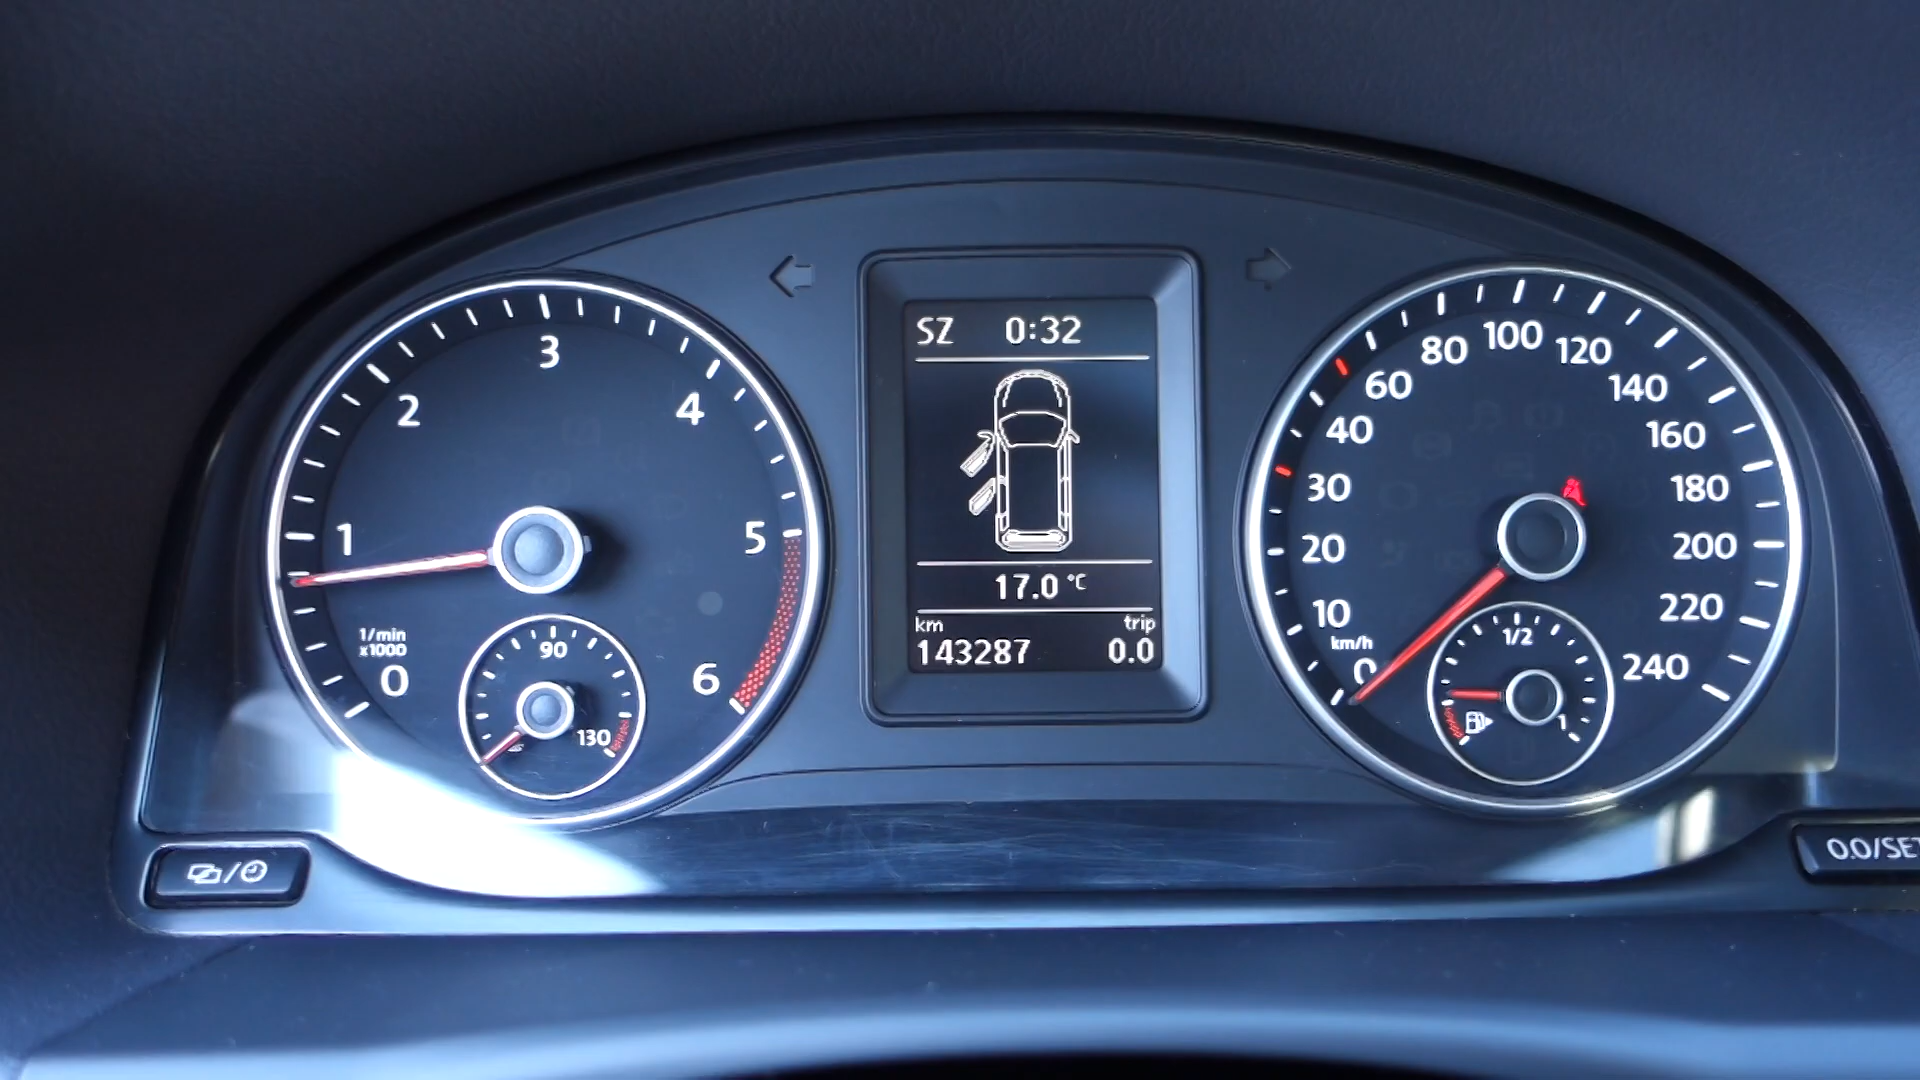 SZ 0:32
17.0 °C
km trip
143287 0.0
0 1 2 3 4 5 6
1/min
x1000
90
130
0 10 20 30 40 60 80 100 120 140 160 180 200 220 240
km/h
1/2
1
0.0/SET